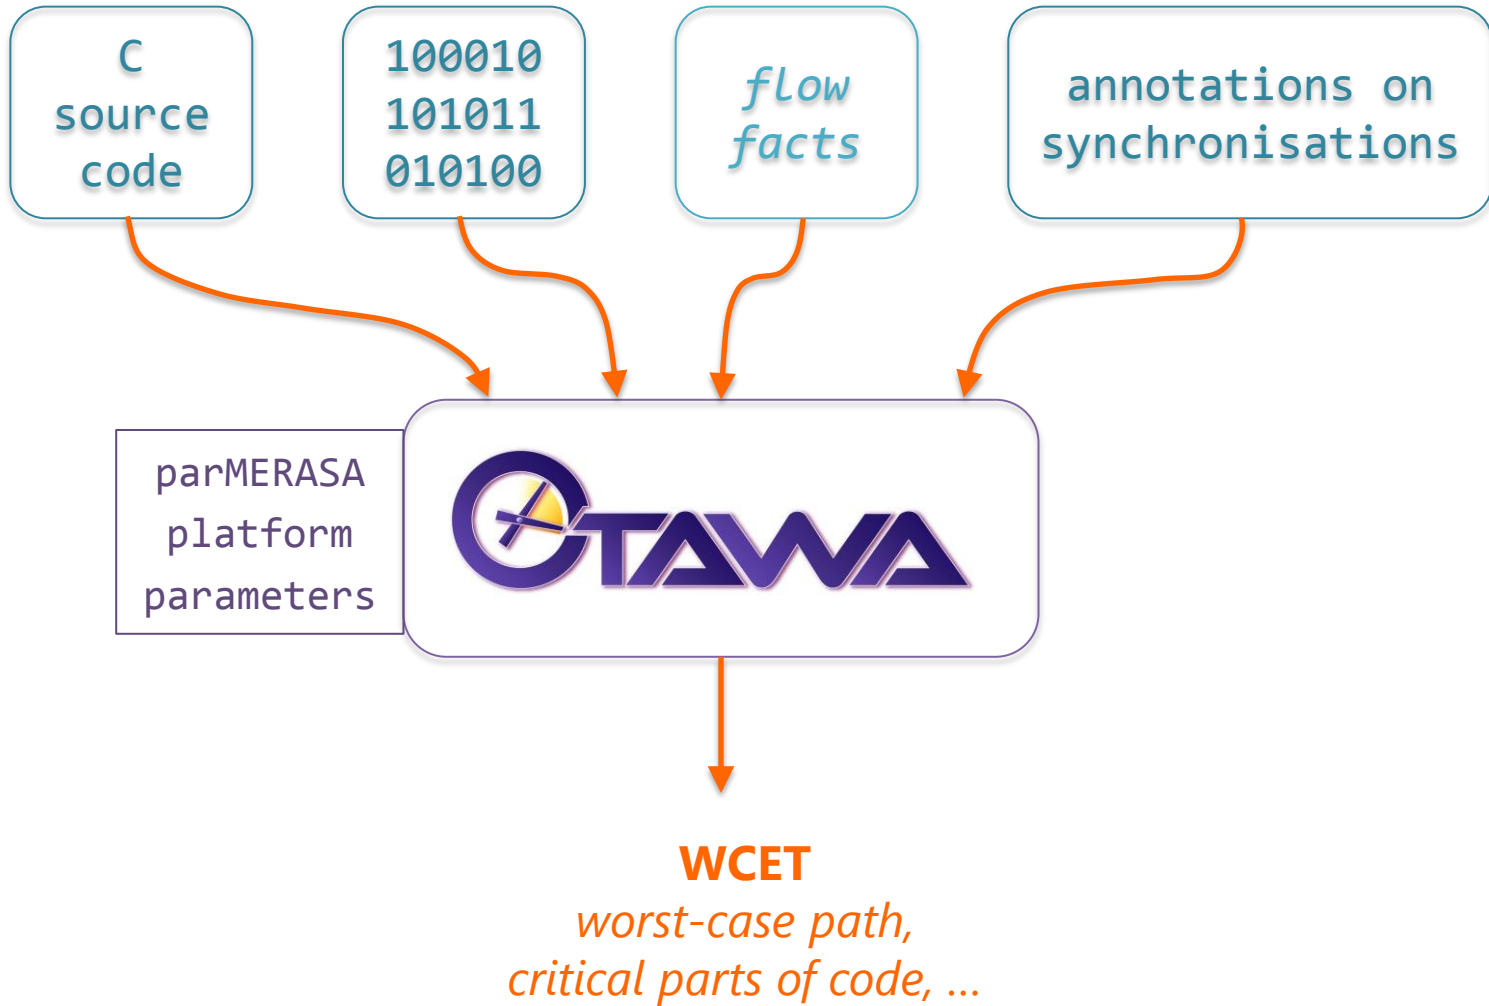 C
source
code
100010
101011
010100
flow
facts
annotations on
synchronisations
parMERASA
platform
parameters
OTAWA
WCET
worst-case path,
critical parts of code, ...